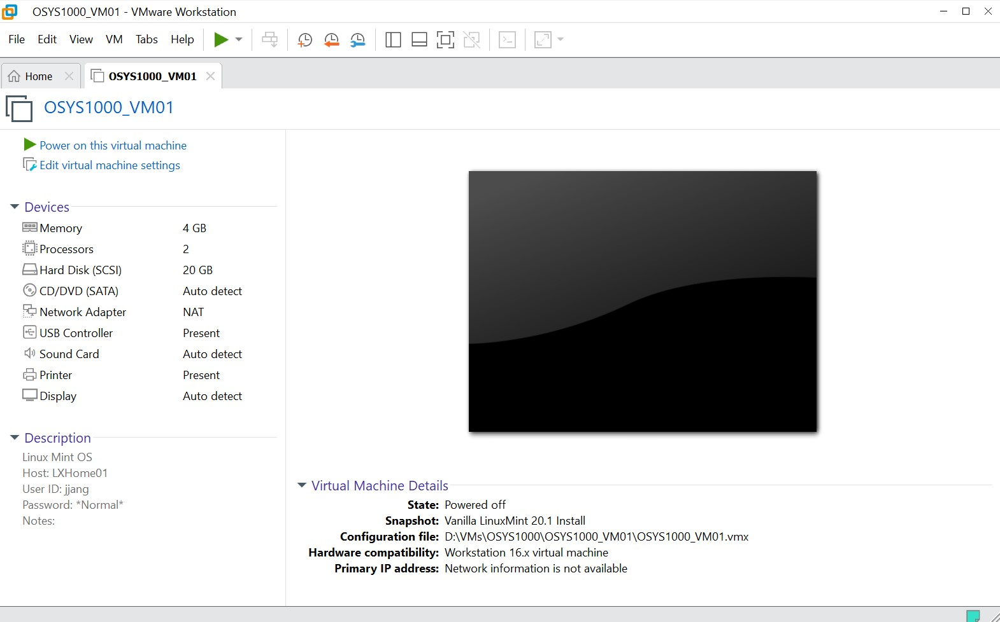 OSYS1000_VM01 - VMware Workstation
File Edit View VM Tabs Help
Home OSYS1000_VM01
OSYS1000_VM01
Power on this virtual machine
Edit virtual machine settings
Devices
Memory 4 GB
Processors 2
Hard Disk (SCSI) 20 GB
CD/DVD (SATA) Auto detect
Network Adapter NAT
USB Controller Present
Sound Card Auto detect
Printer Present
Display Auto detect
Description
Linux Mint OS
Host: LXHome01
User ID: jjang
Password: *Normal*
Notes:
Virtual Machine Details
State: Powered off
Snapshot: Vanilla LinuxMint 20.1 Install
Configuration file: D:\VMs\OSYS1000\OSYS1000_VM01\OSYS1000_VM01.vmx
Hardware compatibility: Workstation 16.x virtual machine
Primary IP address: Network information is not available